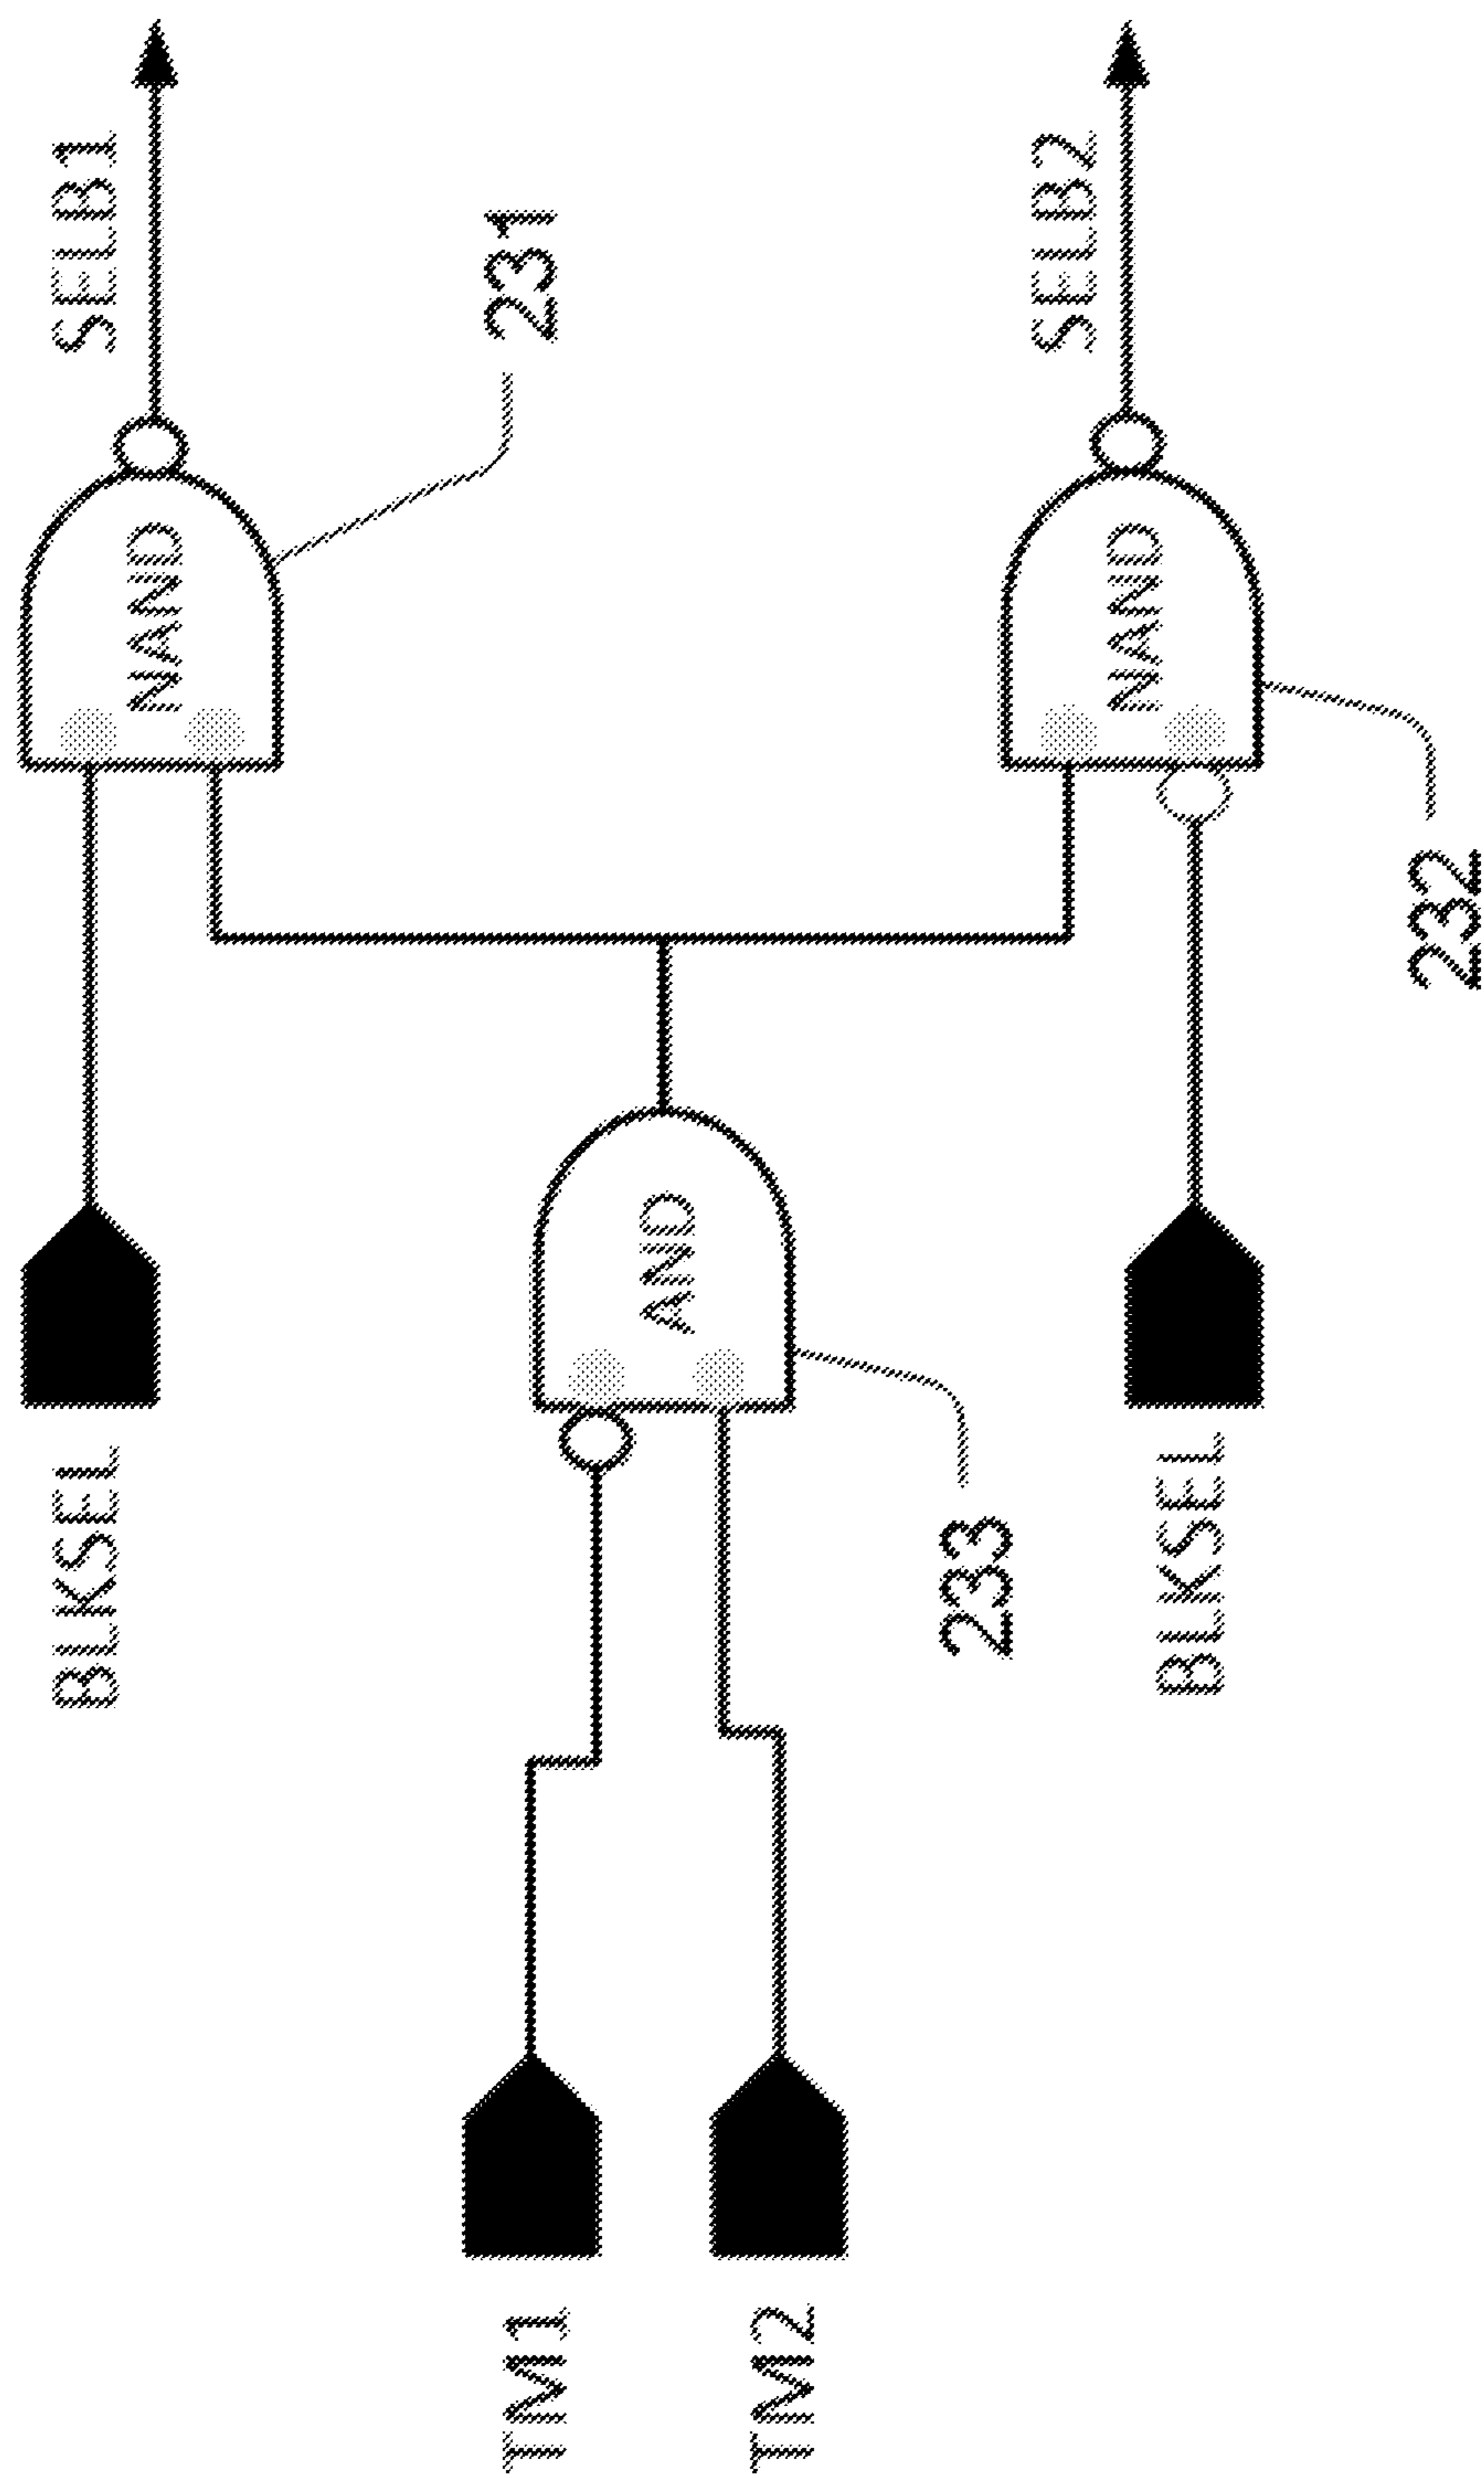 BLKSEL
NAND
SELB1
231
TM1
TM2
AND
233
BLKSEL
NAND
SELB2
232